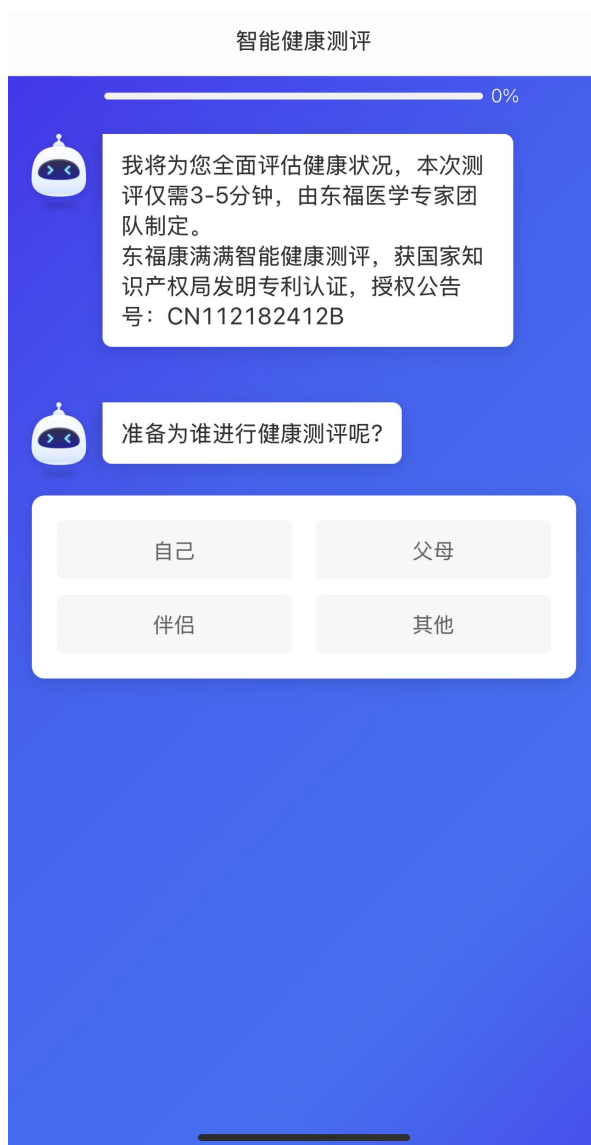 智能健康测评
0%
我将为您全面评估健康状况，本次测
评仅需3-5分钟，由东福医学专家团
队制定。
东福康满满智能健康测评，获国家知
识产权局发明专利认证，授权公告
号：CN112182412B
准备为谁进行健康测评呢？
自己
父母
伴侣
其他